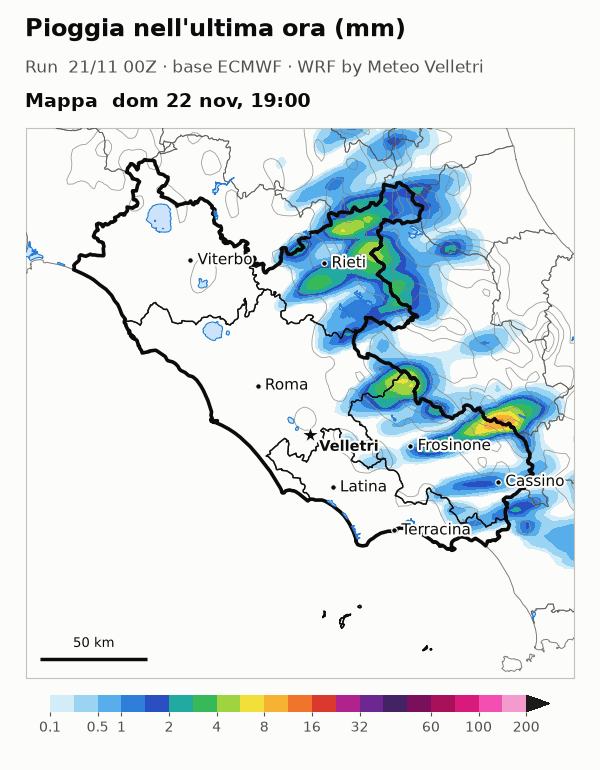 Pioggia nell'ultima ora (mm)
Run  21/11 00Z · base ECMWF · WRF by Meteo Velletri
Mappa  dom 22 nov, 19:00
Viterbo
Rieti
Roma
Velletri
Frosinone
Latina
Cassino
Terracina
50 km
0.1 0.5 1 2 4 8 16 32 60 100 200